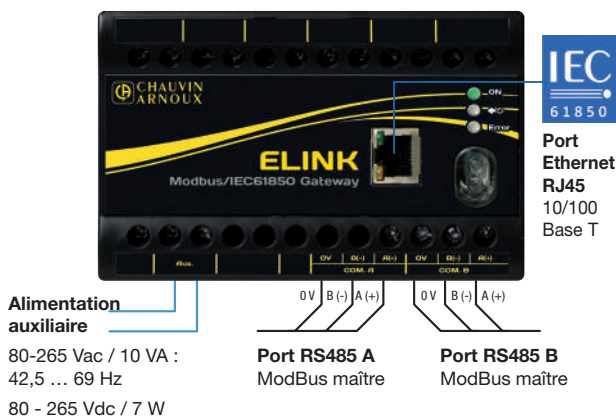 CHAUVIN
ARNOUX
ON
Error
ELINK
Modbus/IEC61850 Gateway
IEC
61850
Port
Ethernet
RJ45
10/100
Base T
Aux.
0V B(-) A(+) 0V B(-) A(+)
COM. A COM. B
0 V B (-) A (+) 0 V B (-) A (+)
Alimentation
auxiliaire
80-265 Vac / 10 VA :
42,5 … 69 Hz
80 - 265 Vdc / 7 W
Port RS485 A
ModBus maître
Port RS485 B
ModBus maître